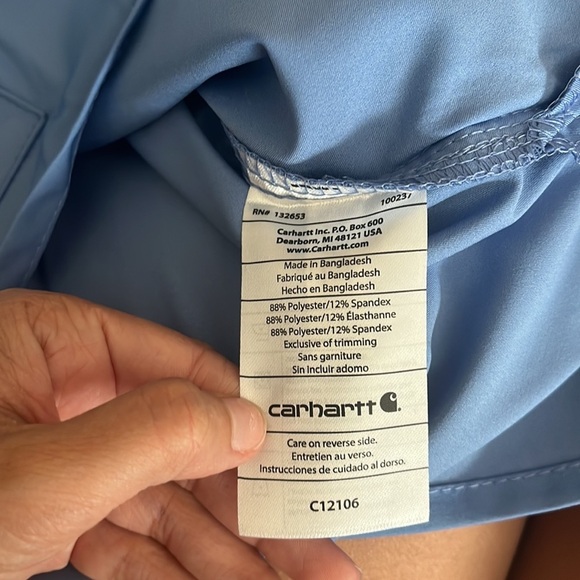 RN# 132653 100237
Carhartt Inc. P.O. Box 600
Dearborn, MI 48121 USA
www.Carhartt.com
Made in Bangladesh
Fabriqué au Bangladesh
Hecho en Bangladesh
88% Polyester/12% Spandex
88% Polyester/12% Élasthanne
88% Polyester/12% Spandex
Exclusive of trimming
Sans garniture
Sin Incluir adorno
carhartt
Care on reverse side.
Entretien au verso.
Instrucciones de cuidado al dorso.
C12106